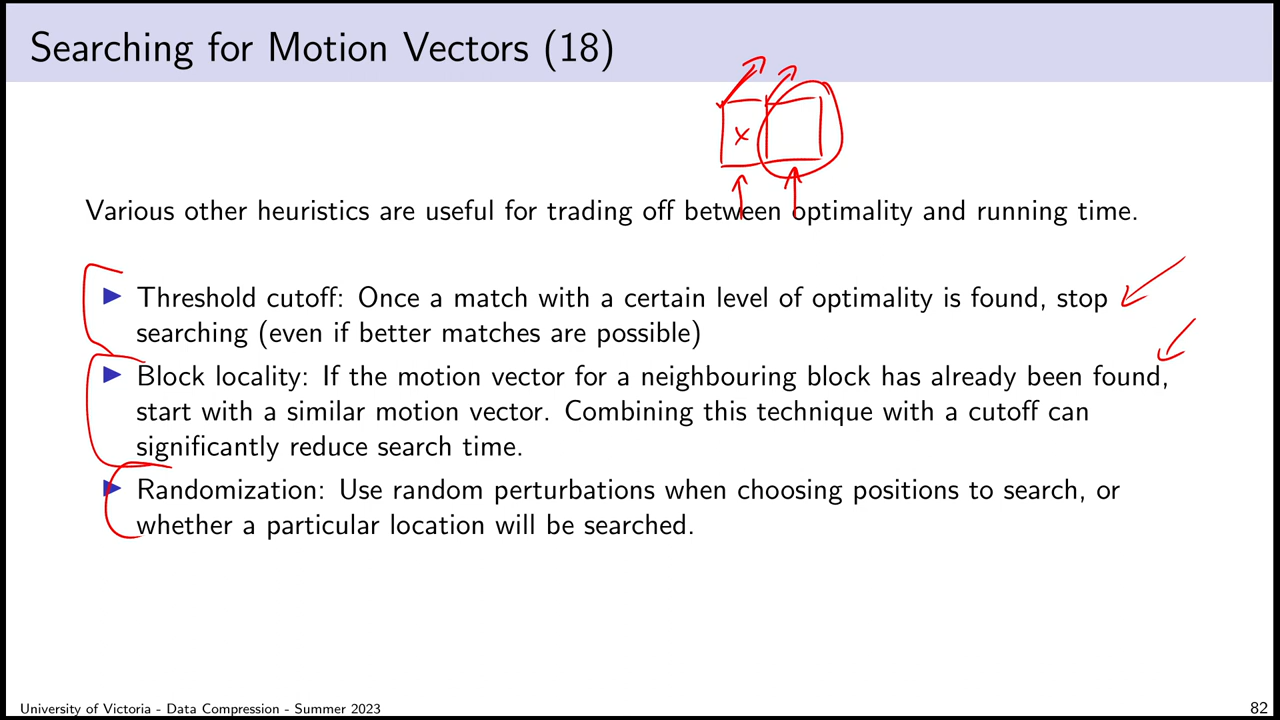 Searching for Motion Vectors (18)
x
Various other heuristics are useful for trading off between optimality and running time.
Threshold cutoff: Once a match with a certain level of optimality is found, stop
searching (even if better matches are possible)
Block locality: If the motion vector for a neighbouring block has already been found,
start with a similar motion vector. Combining this technique with a cutoff can
significantly reduce search time.
Randomization: Use random perturbations when choosing positions to search, or
whether a particular location will be searched.
University of Victoria - Data Compression - Summer 2023
82